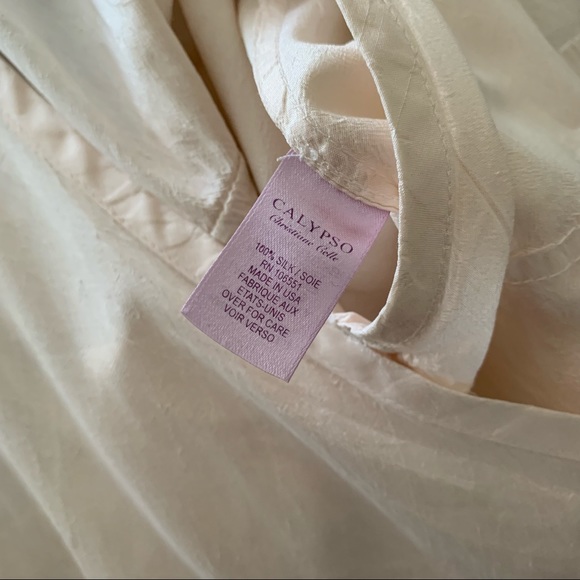 CALYPSO
Christiane Celle
100% SILK / SOIE
RN 106551
MADE IN USA
FABRIQUE AUX
ETATS-UNIS
OVER FOR CARE
VOIR VERSO